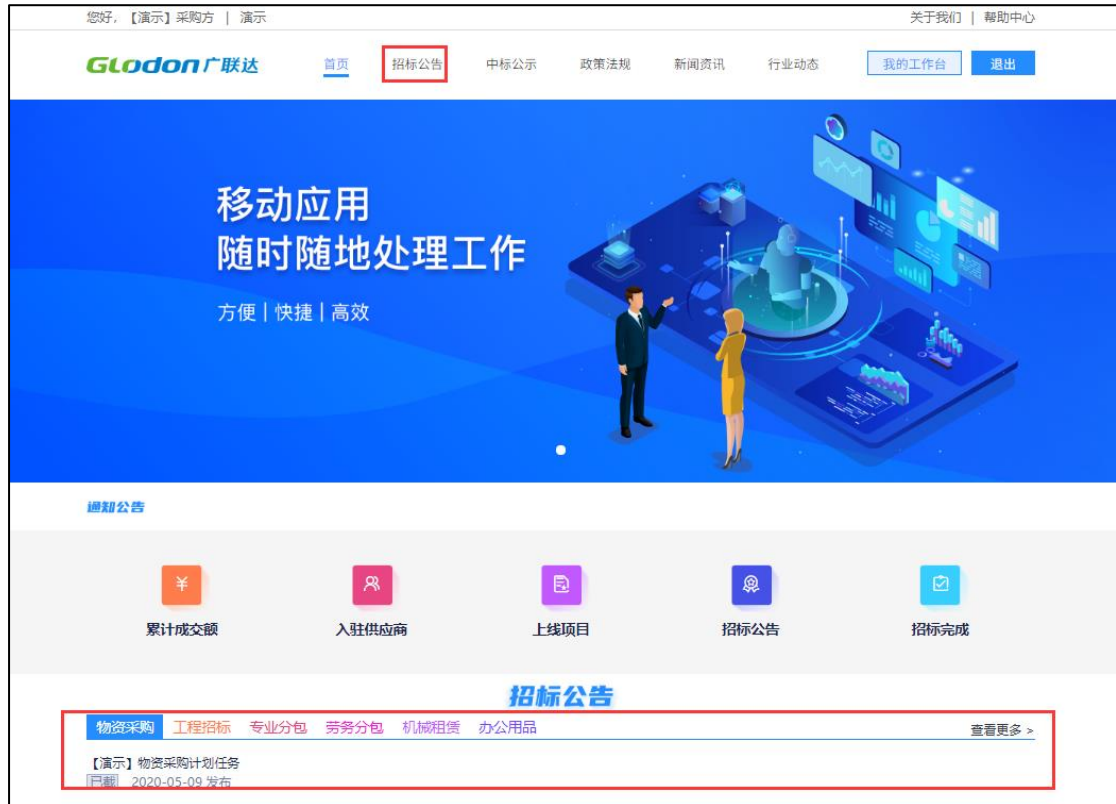 您好，【演示】采购方 | 演示 关于我们 | 帮助中心
GLodon广联达 首页 招标公告 中标公示 政策法规 新闻资讯 行业动态 我的工作台 退出
移动应用
随时随地处理工作
方便 | 快捷 | 高效
通知公告
累计成交额 入驻供应商 上线项目 招标公告 招标完成
招标公告
物资采购 工程招标 专业分包 劳务分包 机械租赁 办公用品 查看更多 >
【演示】物资采购计划任务
已截 2020-05-09 发布